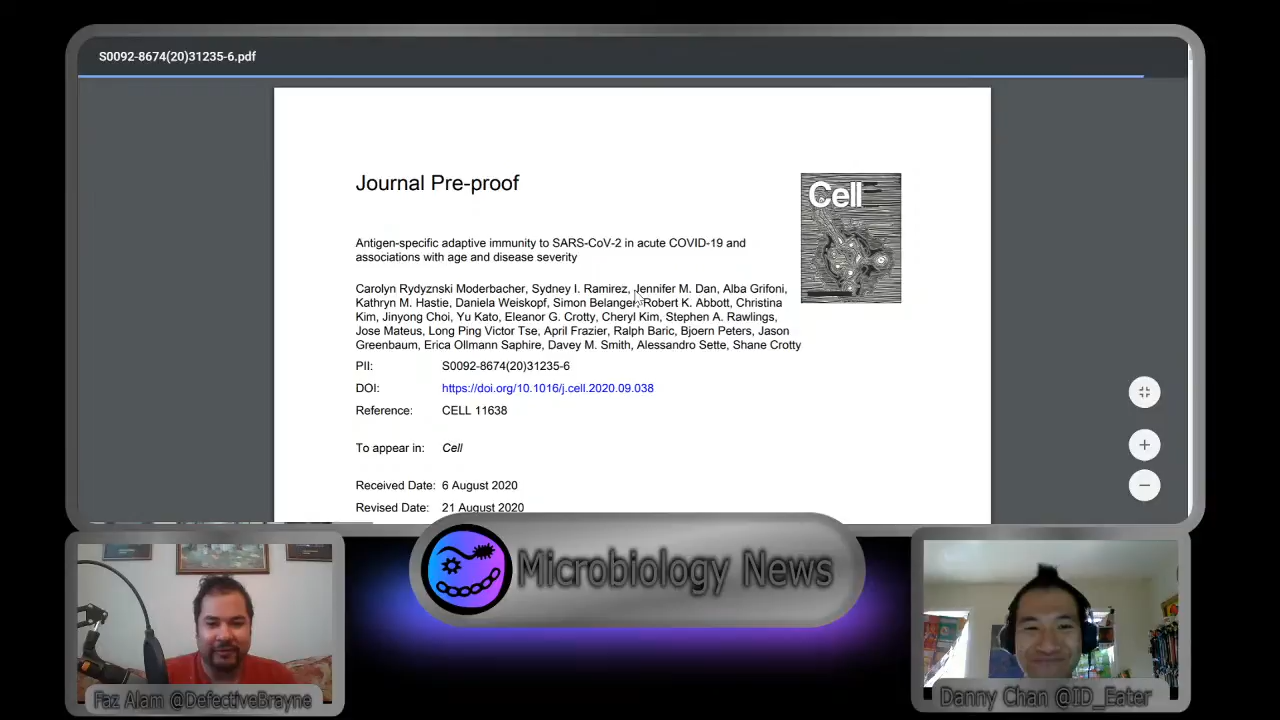 S0092-8674(20)31235-6.pdf
Journal Pre-proof
Cell
Antigen-specific adaptive immunity to SARS-CoV-2 in acute COVID-19 and
associations with age and disease severity
Carolyn Rydyznski Moderbacher, Sydney I. Ramirez, Jennifer M. Dan, Alba Grifoni,
Kathryn M. Hastie, Daniela Weiskopf, Simon Belanger, Robert K. Abbott, Christina
Kim, Jinyong Choi, Yu Kato, Eleanor G. Crotty, Cheryl Kim, Stephen A. Rawlings,
Jose Mateus, Long Ping Victor Tse, April Frazier, Ralph Baric, Bjoern Peters, Jason
Greenbaum, Erica Ollmann Saphire, Davey M. Smith, Alessandro Sette, Shane Crotty
PII: S0092-8674(20)31235-6
DOI: https://doi.org/10.1016/j.cell.2020.09.038
Reference: CELL 11638
To appear in: Cell
Received Date: 6 August 2020
Revised Date: 21 August 2020
Microbiology News
Faz Alam @DefectiveBrayne
Danny Chan @ID_Eater